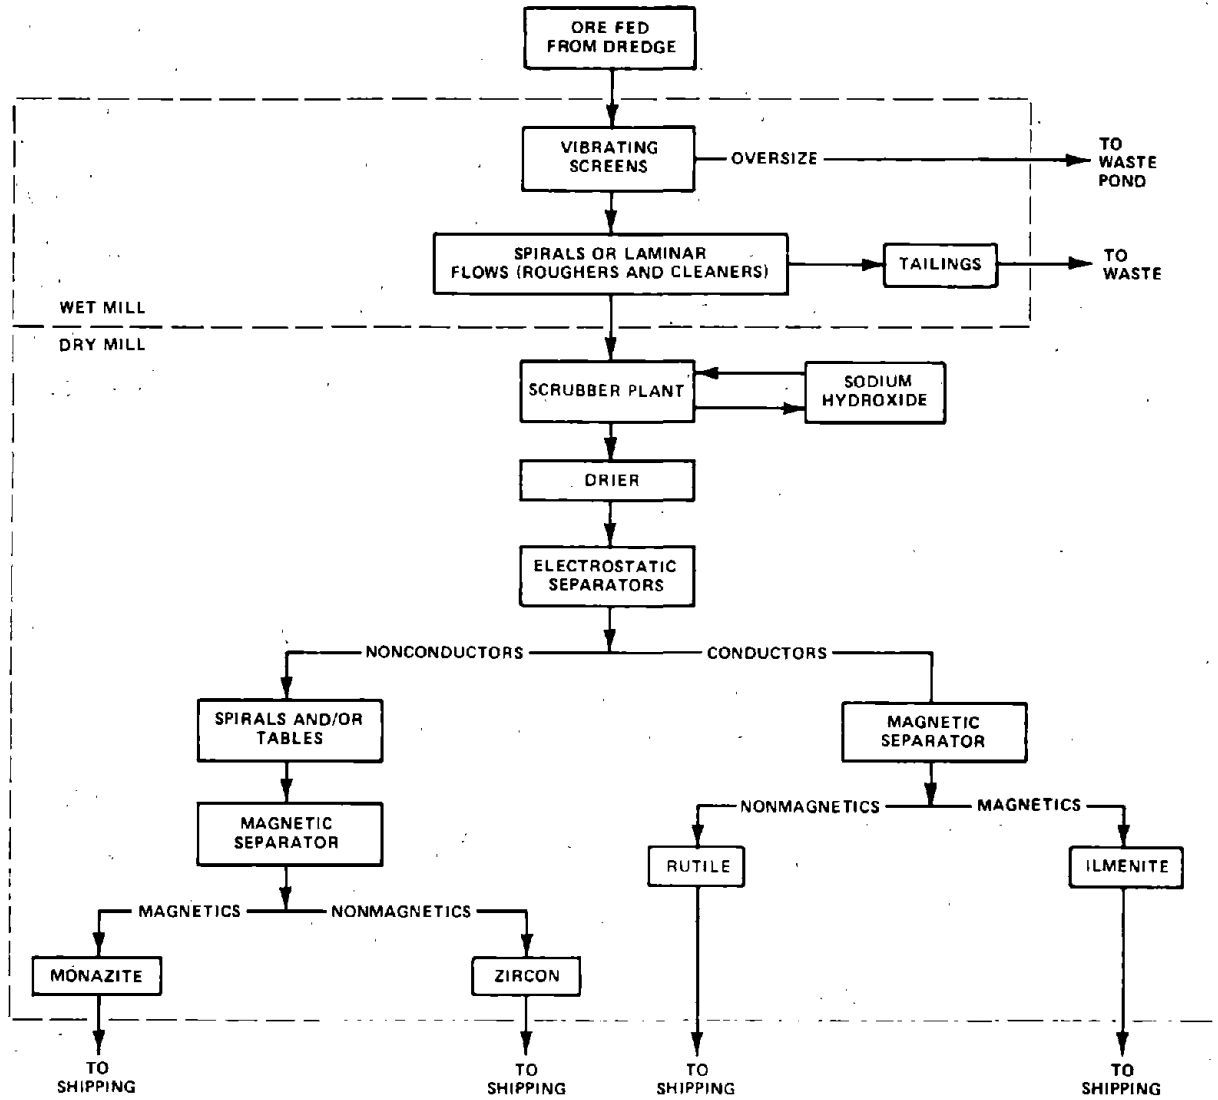 ORE FED
FROM DREDGE
VIBRATING
SCREENS
OVERSIZE
TO
WASTE
POND
SPIRALS OR LAMINAR
FLOWS (ROUGHERS AND CLEANERS)
TAILINGS
TO
WASTE
WET MILL
DRY MILL
SCRUBBER PLANT
SODIUM
HYDROXIDE
DRIER
ELECTROSTATIC
SEPARATORS
NONCONDUCTORS
CONDUCTORS
SPIRALS AND/OR
TABLES
MAGNETIC
SEPARATOR
MAGNETIC
SEPARATOR
NONMAGNETICS
MAGNETICS
RUTILE
ILMENITE
MAGNETICS
NONMAGNETICS
MONAZITE
ZIRCON
TO
SHIPPING
TO
SHIPPING
TO
SHIPPING
TO
SHIPPING